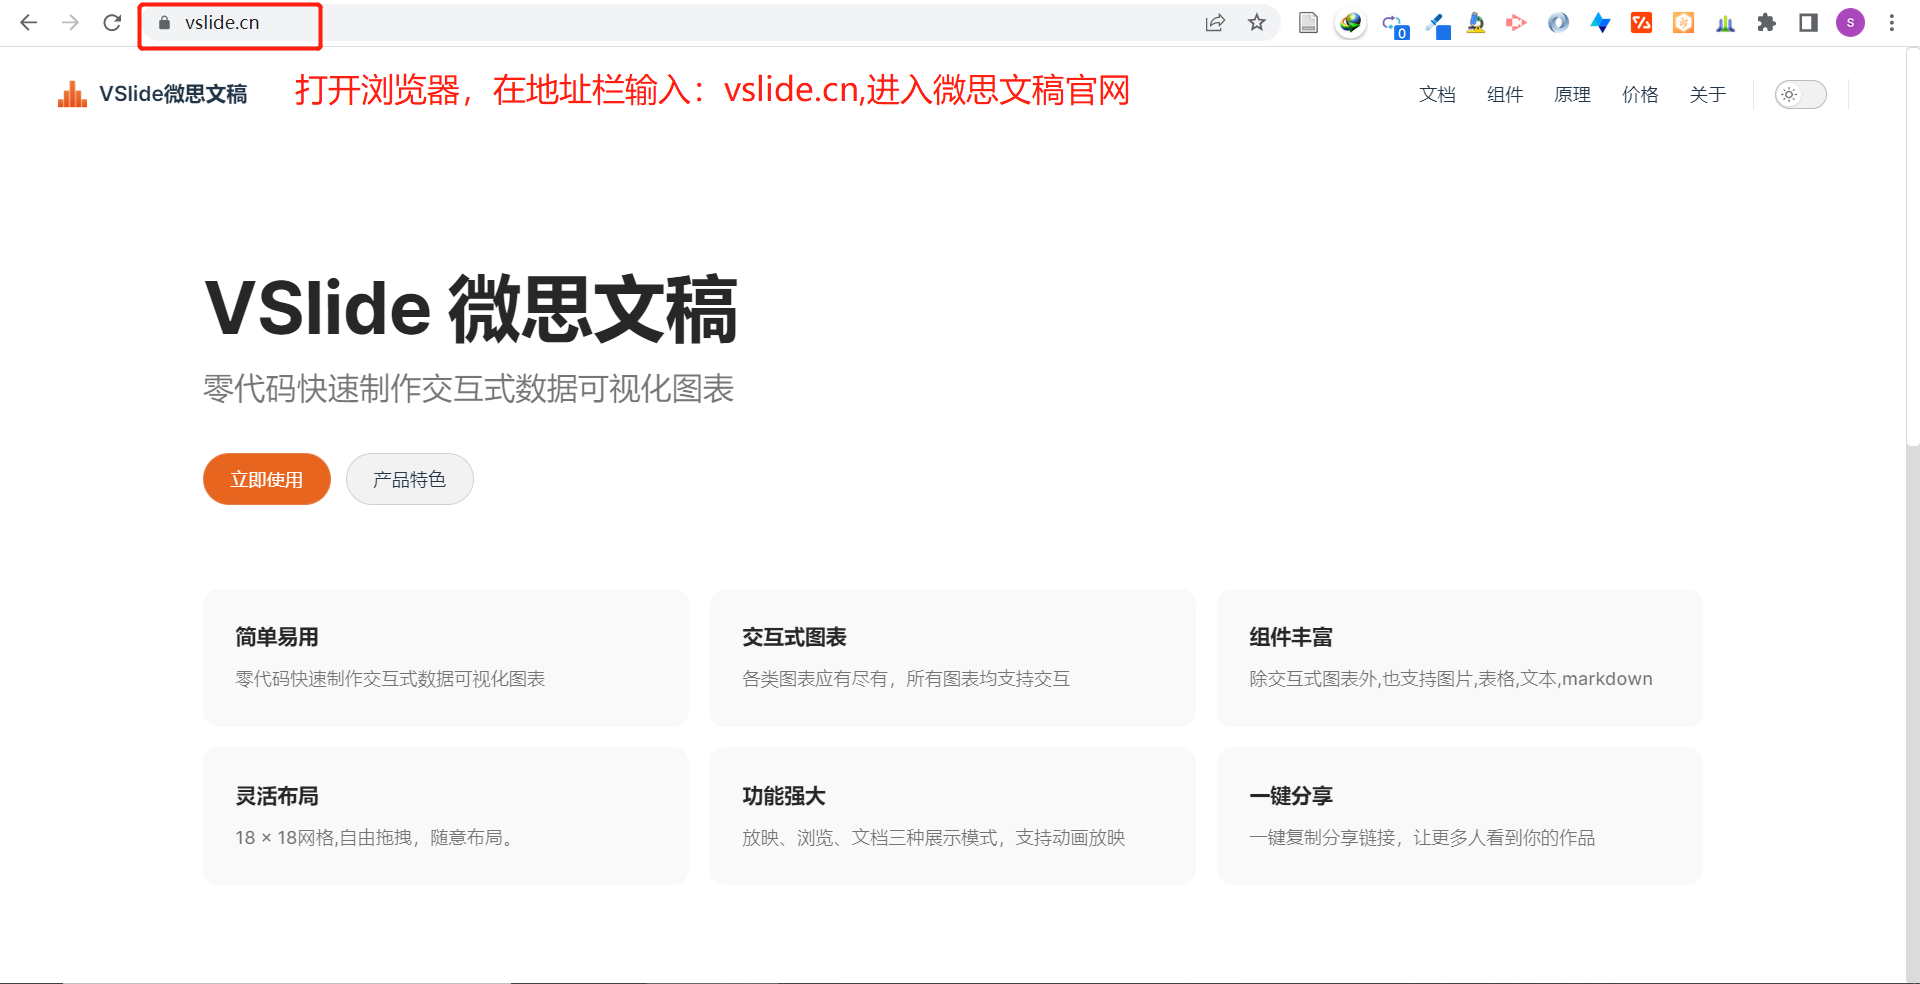 vslide.cn
0
S
VSlide微思文稿
打开浏览器，在地址栏输入：vslide.cn,进入微思文稿官网
文档 组件 原理 价格 关于
VSlide 微思文稿
零代码快速制作交互式数据可视化图表
立即使用 产品特色
简单易用
零代码快速制作交互式数据可视化图表
交互式图表
各类图表应有尽有，所有图表均支持交互
组件丰富
除交互式图表外,也支持图片,表格,文本,markdown
灵活布局
18 × 18网格,自由拖拽，随意布局。
功能强大
放映、浏览、文档三种展示模式，支持动画放映
一键分享
一键复制分享链接，让更多人看到你的作品